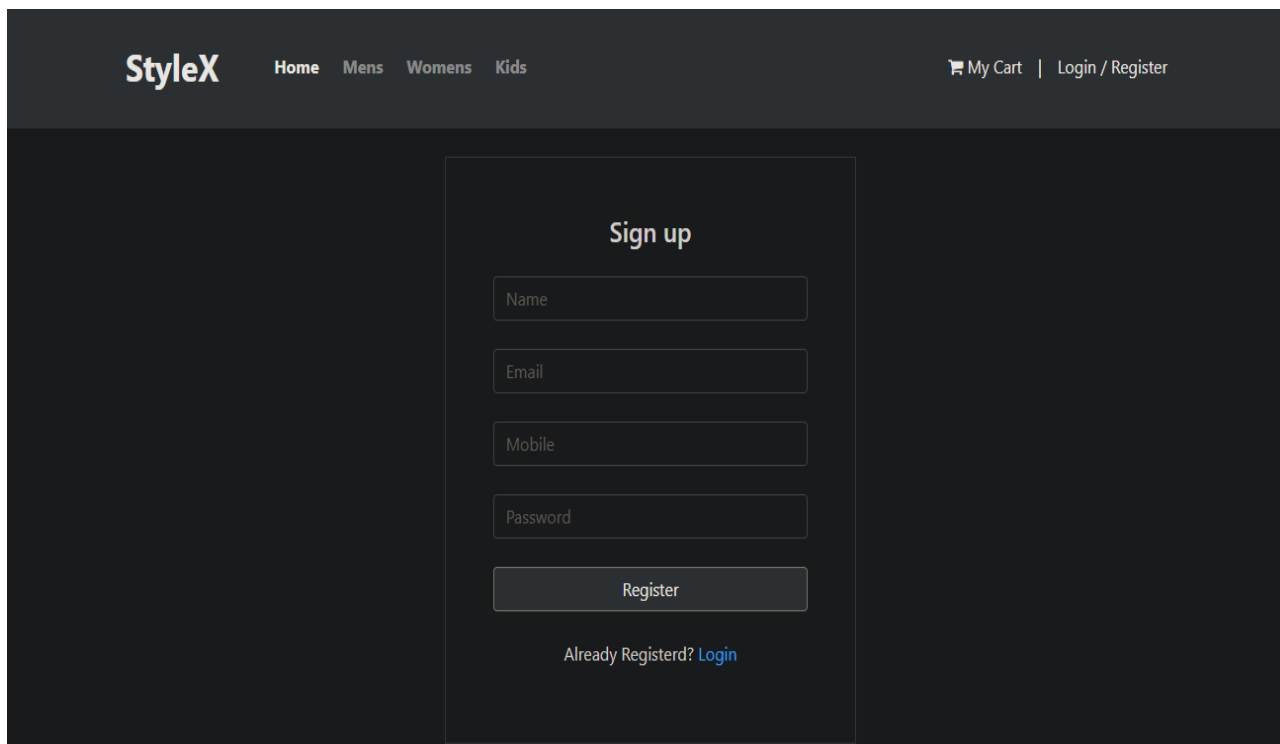 StyleX Home Mens Womens Kids My Cart | Login / Register
Sign up
Name
Email
Mobile
Password
Register
Already Registerd? Login